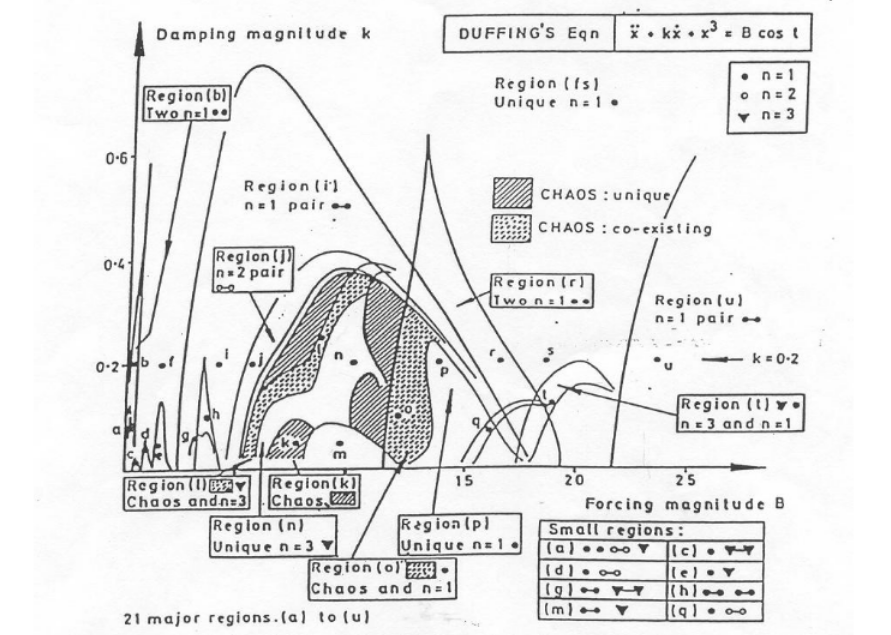 Damping magnitude k
DUFFING'S Eqn
ẍ + kẋ + x³ = B cos t
Region (b)
Two n=1 ●●
Region (fs)
Unique n=1 ●
● n=1
○ n=2
▼ n=3
0·6
Region (i)
n=1 pair ●-●
CHAOS : unique
CHAOS : co-existing
0·4
Region (j)
n=2 pair
○-○
Region (r)
Two n=1 ●●
Region (u)
n=1 pair ●-●
0·2
b
f
i
j
l
n
p
r
s
u
k=0·2
a
c
d
e
g
h
k
m
o
q
t
Region (t) ▼ ●
n=3 and n=1
15
20
25
Region (l) ▼
Chaos and n=3
Region (k)
Chaos
Forcing magnitude B
Region (n)
Unique n=3 ▼
Region (p)
Unique n=1 ●
Region (o) ●
Chaos and n=1
Small regions :
(a) ● ● ○-○ ▼
(c) ● ▼-▼
(d) ● ○-○
(e) ● ▼
(g) ●-● ▼-▼
(h) ●-● ●-●
(m) ●-● ▼
(q) ● ○-○
21 major regions. (a) to (u)